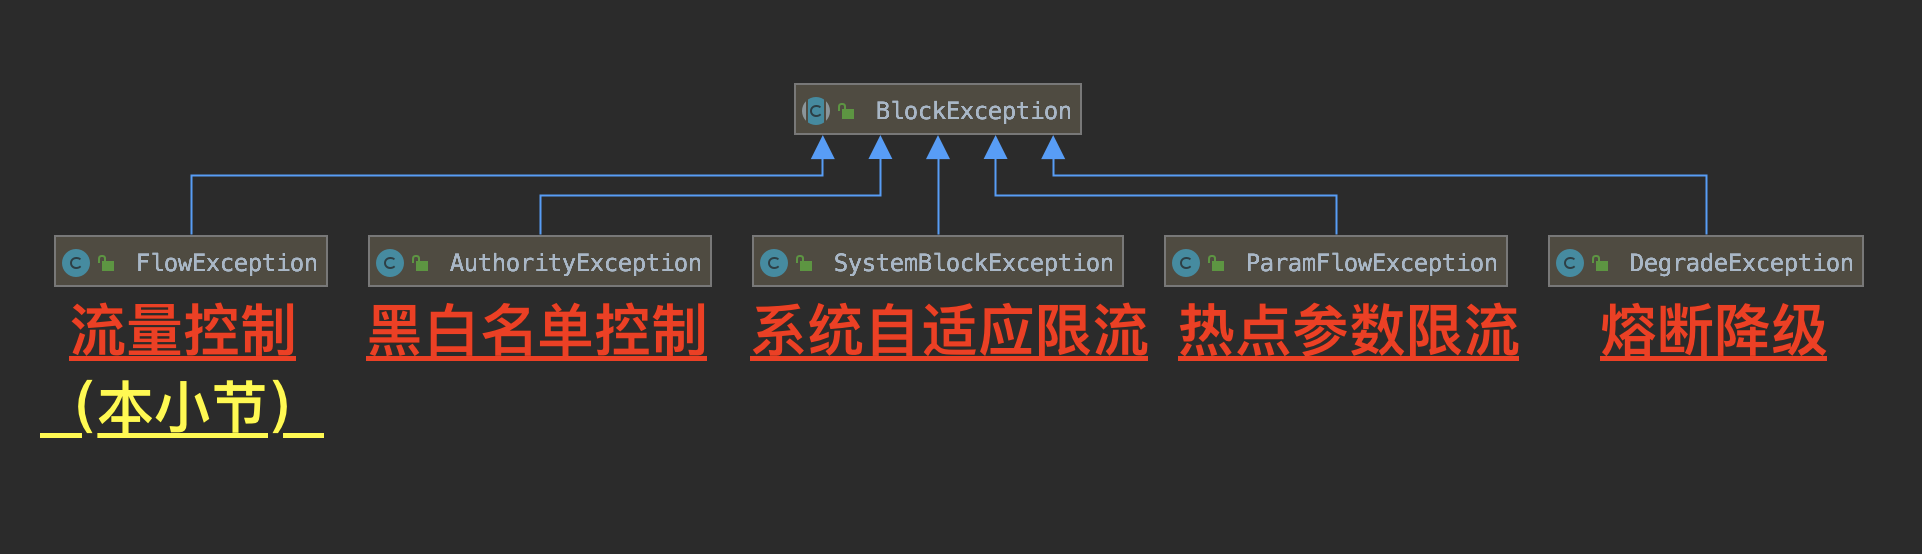 BlockException
FlowException
AuthorityException
SystemBlockException
ParamFlowException
DegradeException
流量控制
黑白名单控制
系统自适应限流
热点参数限流
熔断降级
(本小节)